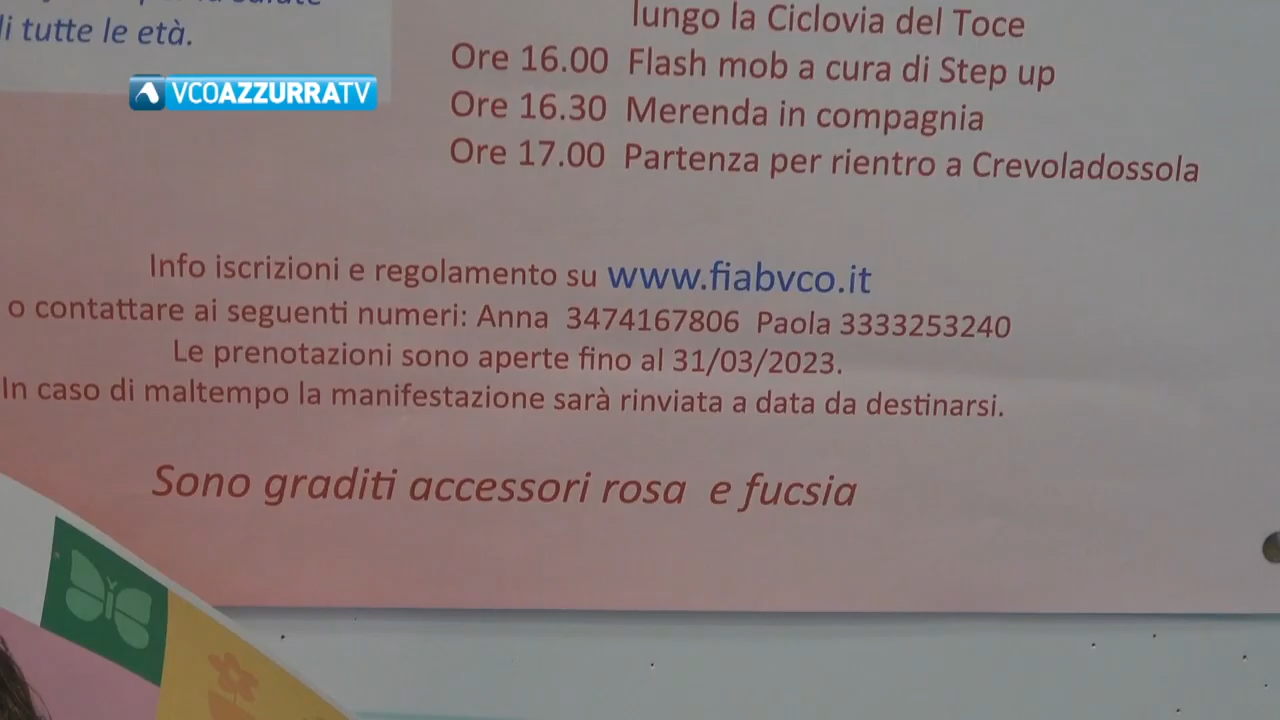 di tutte le età.
VCOAZZURRATV
lungo la Ciclovia del Toce
Ore 16.00 Flash mob a cura di Step up
Ore 16.30 Merenda in compagnia
Ore 17.00 Partenza per rientro a Crevoladossola
Info iscrizioni e regolamento su www.fiabvco.it
o contattare ai seguenti numeri: Anna 3474167806 Paola 3333253240
Le prenotazioni sono aperte fino al 31/03/2023.
In caso di maltempo la manifestazione sarà rinviata a data da destinarsi.
Sono graditi accessori rosa e fucsia